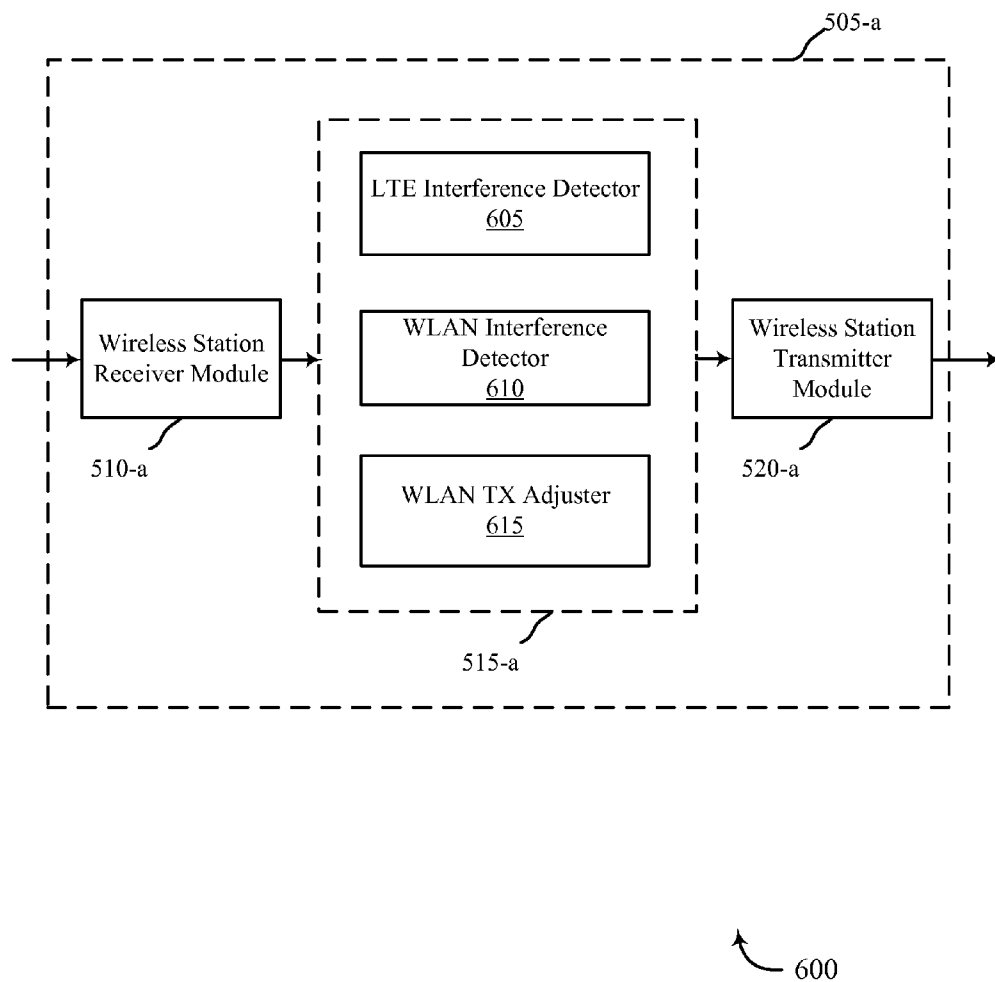 505-a
LTE Interference Detector
605
Wireless Station
Receiver Module
510-a
WLAN Interference
Detector
610
Wireless Station
Transmitter
Module
520-a
WLAN TX Adjuster
615
515-a
600